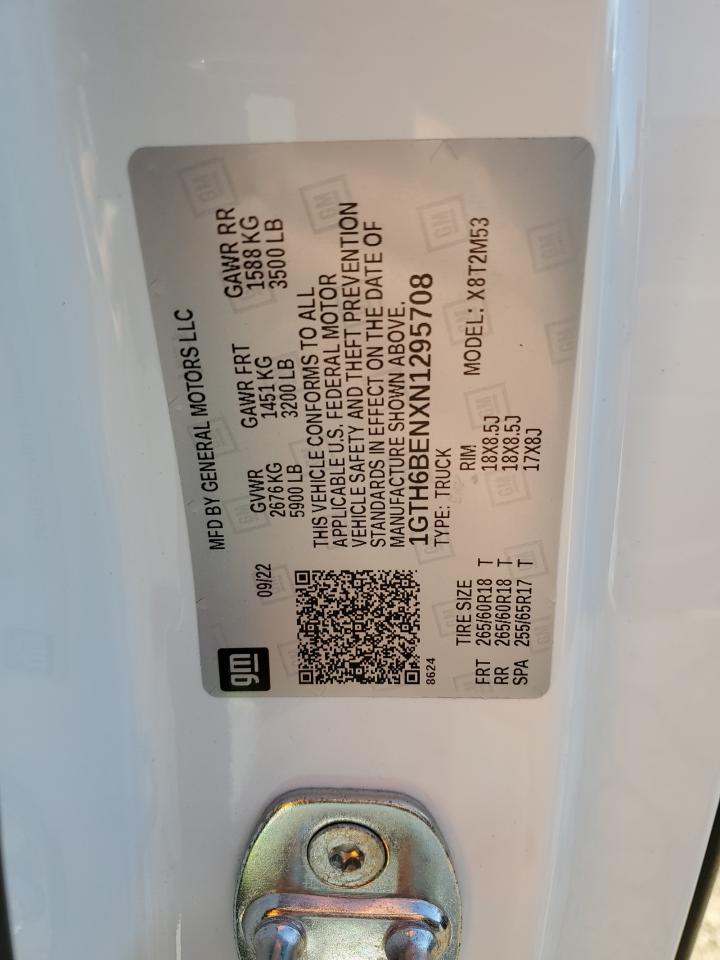 gm
MFD BY GENERAL MOTORS LLC
09/22
GVWR GAWR FRT GAWR RR
2676 KG 1451 KG 1588 KG
5900 LB 3200 LB 3500 LB
THIS VEHICLE CONFORMS TO ALL
APPLICABLE U.S. FEDERAL MOTOR
VEHICLE SAFETY AND THEFT PREVENTION
STANDARDS IN EFFECT ON THE DATE OF
MANUFACTURE SHOWN ABOVE.
1GTH6BENXN1295708
8624
TYPE: TRUCK
MODEL: X8T2M53
TIRE SIZE RIM
FRT 265/60R18 T 18X8.5J
RR 265/60R18 T 18X8.5J
SPA 255/65R17 T 17X8J